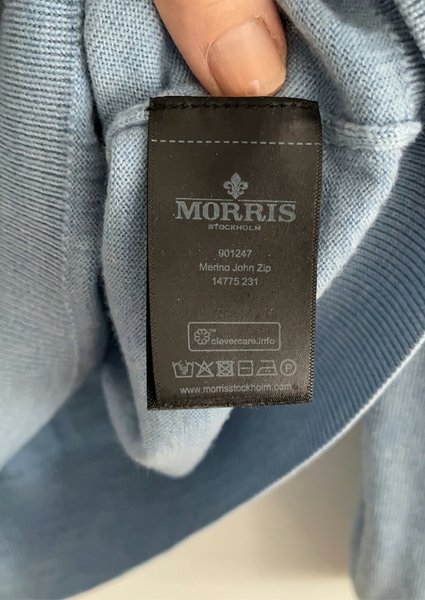 MORRIS
STOCKHOLM
901247
Merino John Zip
14775 231
clevercare.info
www.morrisstockholm.com